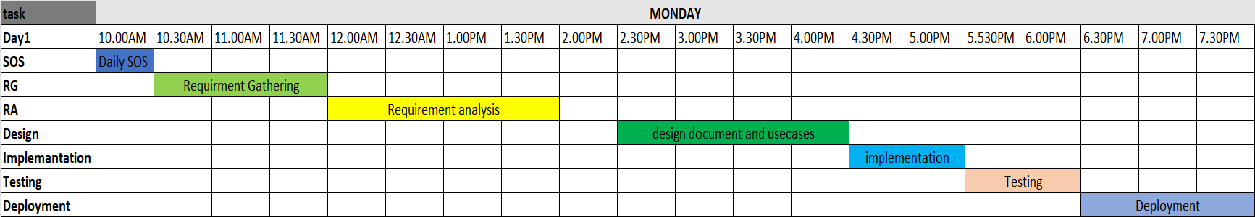 task MONDAY
Day1 10.00AM 10.30AM 11.00AM 11.30AM 12.00AM 12.30AM 1.00PM 1.30PM 2.00PM 2.30PM 3.00PM 3.30PM 4.00PM 4.30PM 5.00PM 5.530PM 6.00PM 6.30PM 7.00PM 7.30PM
SOS Daily SOS
RG Requirment Gathering
RA Requirement analysis
Design design document and usecases
Implemantation implementation
Testing Testing
Deployment Deployment